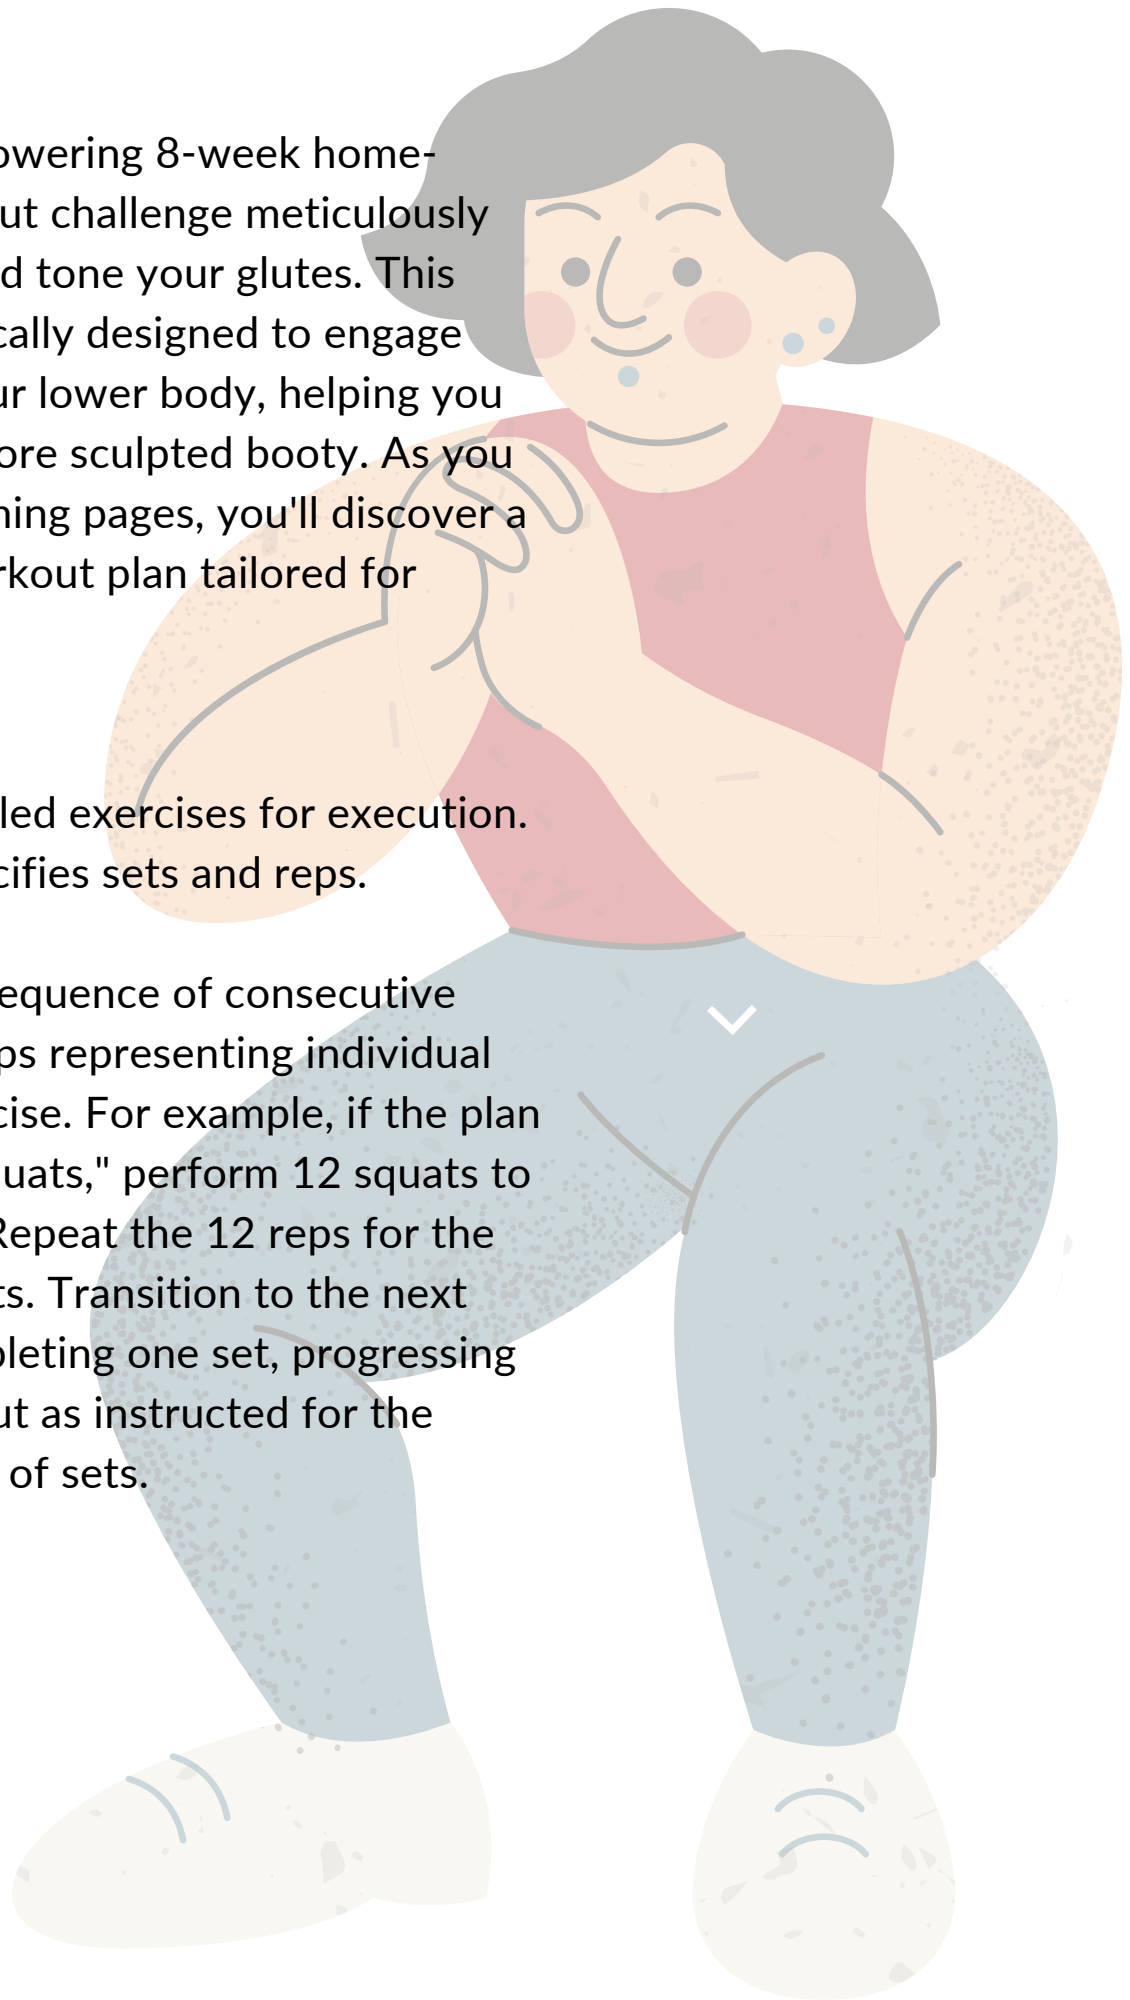 owering 8-week home-
ut challenge meticulously
d tone your glutes. This
cally designed to engage
ur lower body, helping you
ore sculpted booty. As you
ning pages, you'll discover a
rkout plan tailored for
led exercises for execution.
cifies sets and reps.
equence of consecutive
ps representing individual
cise. For example, if the plan
uats," perform 12 squats to
Repeat the 12 reps for the
ts. Transition to the next
pleting one set, progressing
ut as instructed for the
of sets.